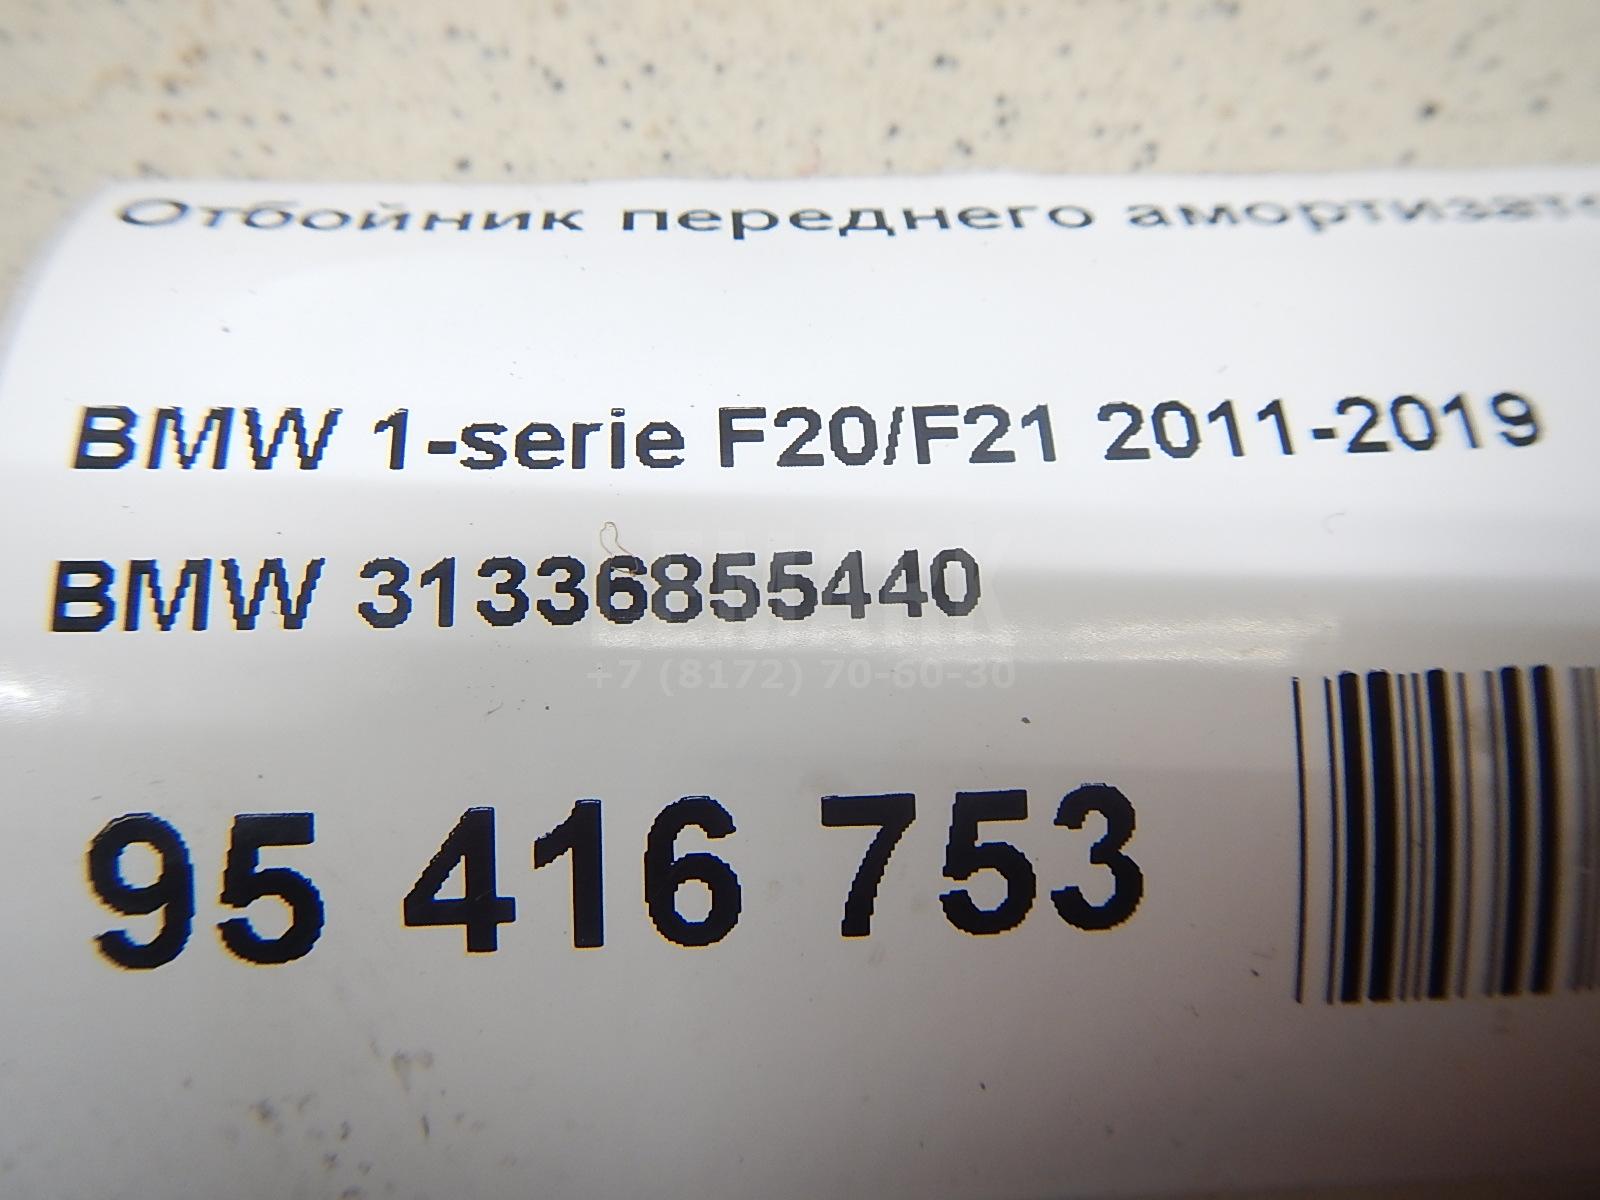 Отбойник переднего
BMW 1-serie F20/F21 2011-2019
BMW 31336855440
+7 (8172) 70-60-30
95 416 753